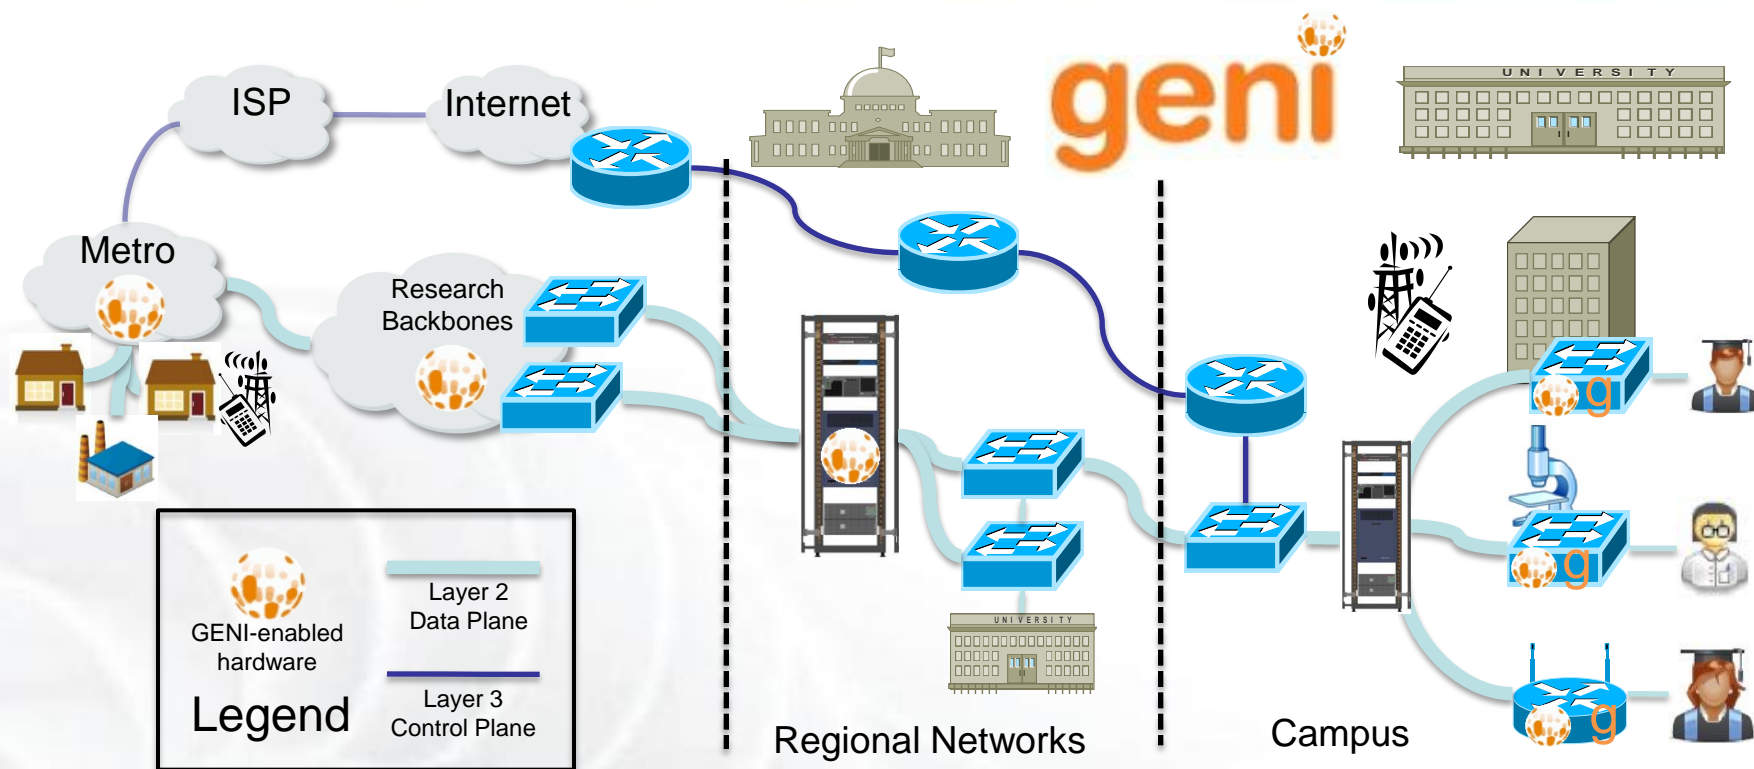 ISP
Internet
geni
UNIVERSITY
Metro
Research
Backbones
g
g
UNIVERSITY
g
GENI-enabled
hardware
Legend
Layer 2
Data Plane
Layer 3
Control Plane
Regional Networks
Campus